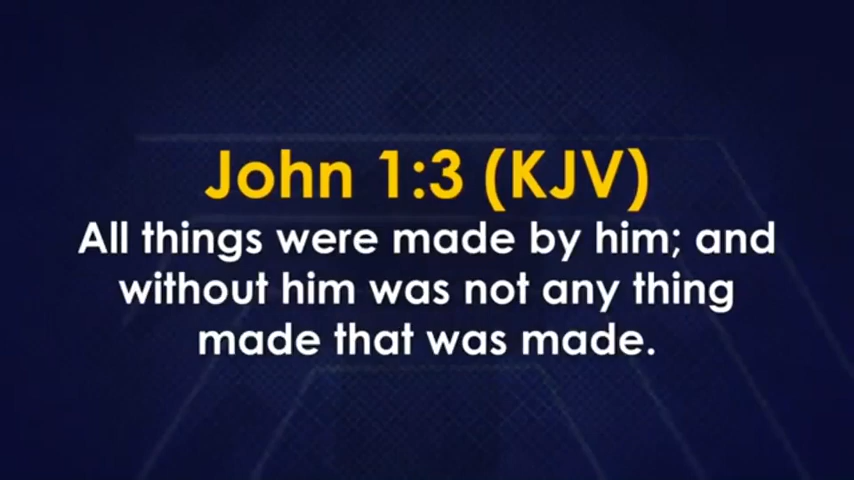 John 1:3 (KJV)
All things were made by him; and
without him was not any thing
made that was made.